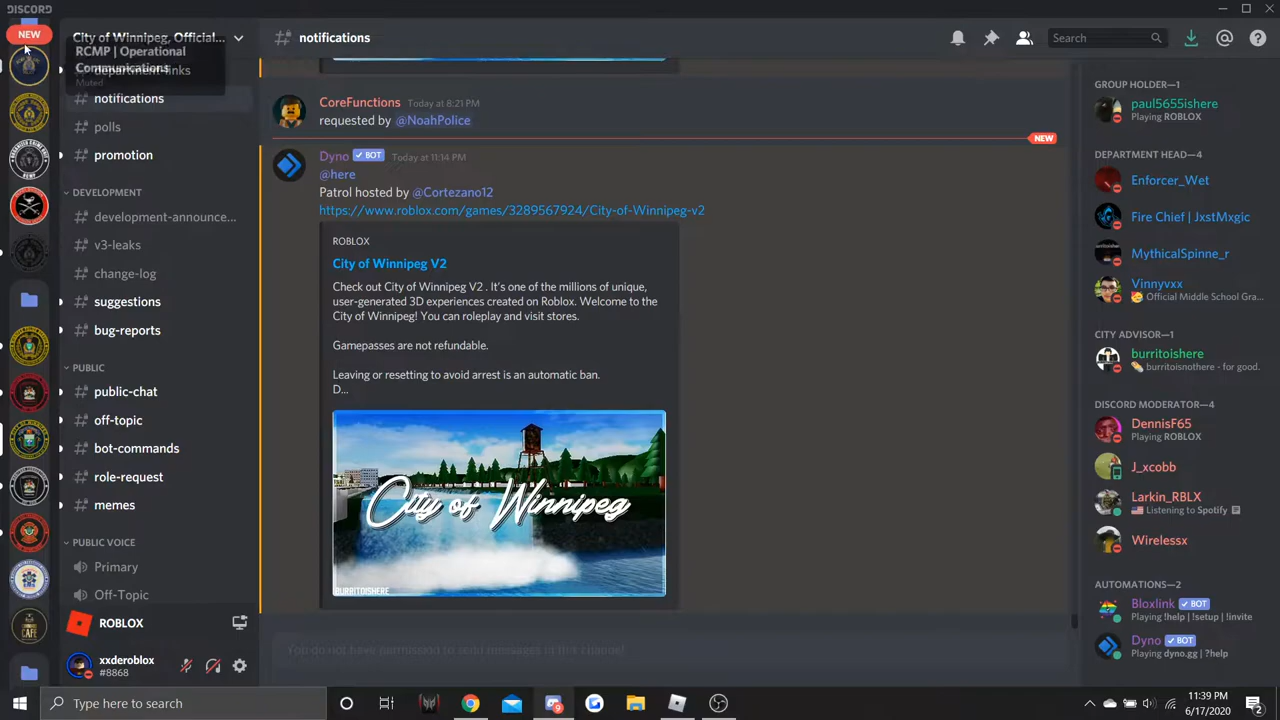 DISCORD
NEW
City of Winnipeg, Official...
RCMP | Operational
Communications
Muted
department-links
notifications
polls
promotion
DEVELOPMENT
development-announce...
v3-leaks
change-log
suggestions
bug-reports
PUBLIC
public-chat
off-topic
bot-commands
role-request
memes
PUBLIC VOICE
Primary
Off-Topic
ROBLOX
xxderoblox
#8868
notifications
Search
CoreFunctions Today at 8:21 PM
requested by @NoahPolice
NEW
Dyno BOT Today at 11:14 PM
@here
Patrol hosted by @Cortezano12
https://www.roblox.com/games/3289567924/City-of-Winnipeg-v2
ROBLOX
City of Winnipeg V2
Check out City of Winnipeg V2 . It's one of the millions of unique,
user-generated 3D experiences created on Roblox. Welcome to the
City of Winnipeg! You can roleplay and visit stores.
Gamepasses are not refundable.
Leaving or resetting to avoid arrest is an automatic ban.
D...
City of Winnipeg
BURRITOISHERE
You do not have permission to send messages in this channel.
GROUP HOLDER—1
paul5655ishere
Playing ROBLOX
DEPARTMENT HEAD—4
Enforcer_Wet
Fire Chief | JxstMxgic
MythicalSpinne_r
Vinnyvxx
Official Middle School Gra...
CITY ADVISOR—1
burritoishere
burritoisnothere - for good.
DISCORD MODERATOR—4
DennisF65
Playing ROBLOX
J_xcobb
Larkin_RBLX
Listening to Spotify
Wirelessx
AUTOMATIONS—2
Bloxlink BOT
Playing !help | !setup | !invite
Dyno BOT
Playing dyno.gg | ?help
Type here to search
11:39 PM
6/17/2020